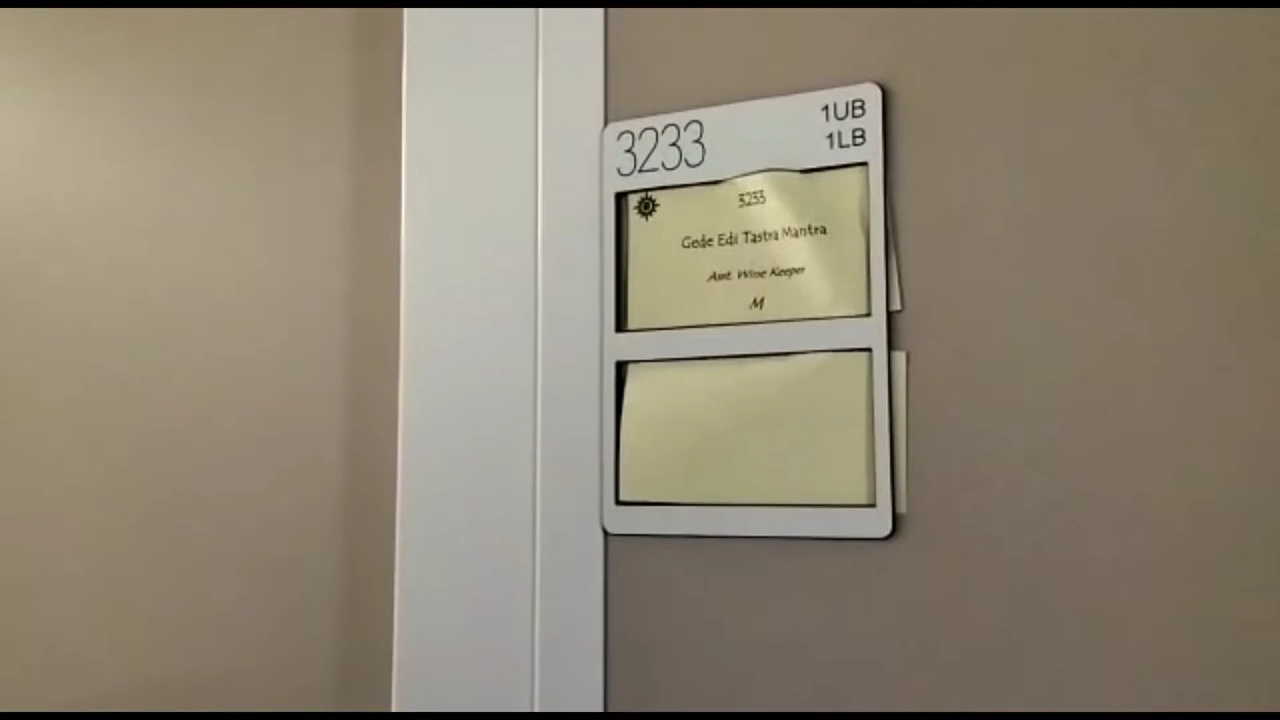 3233
1UB
1LB
3233
Gede Edi Tastra Mantra
Asst. Wine Keeper
M